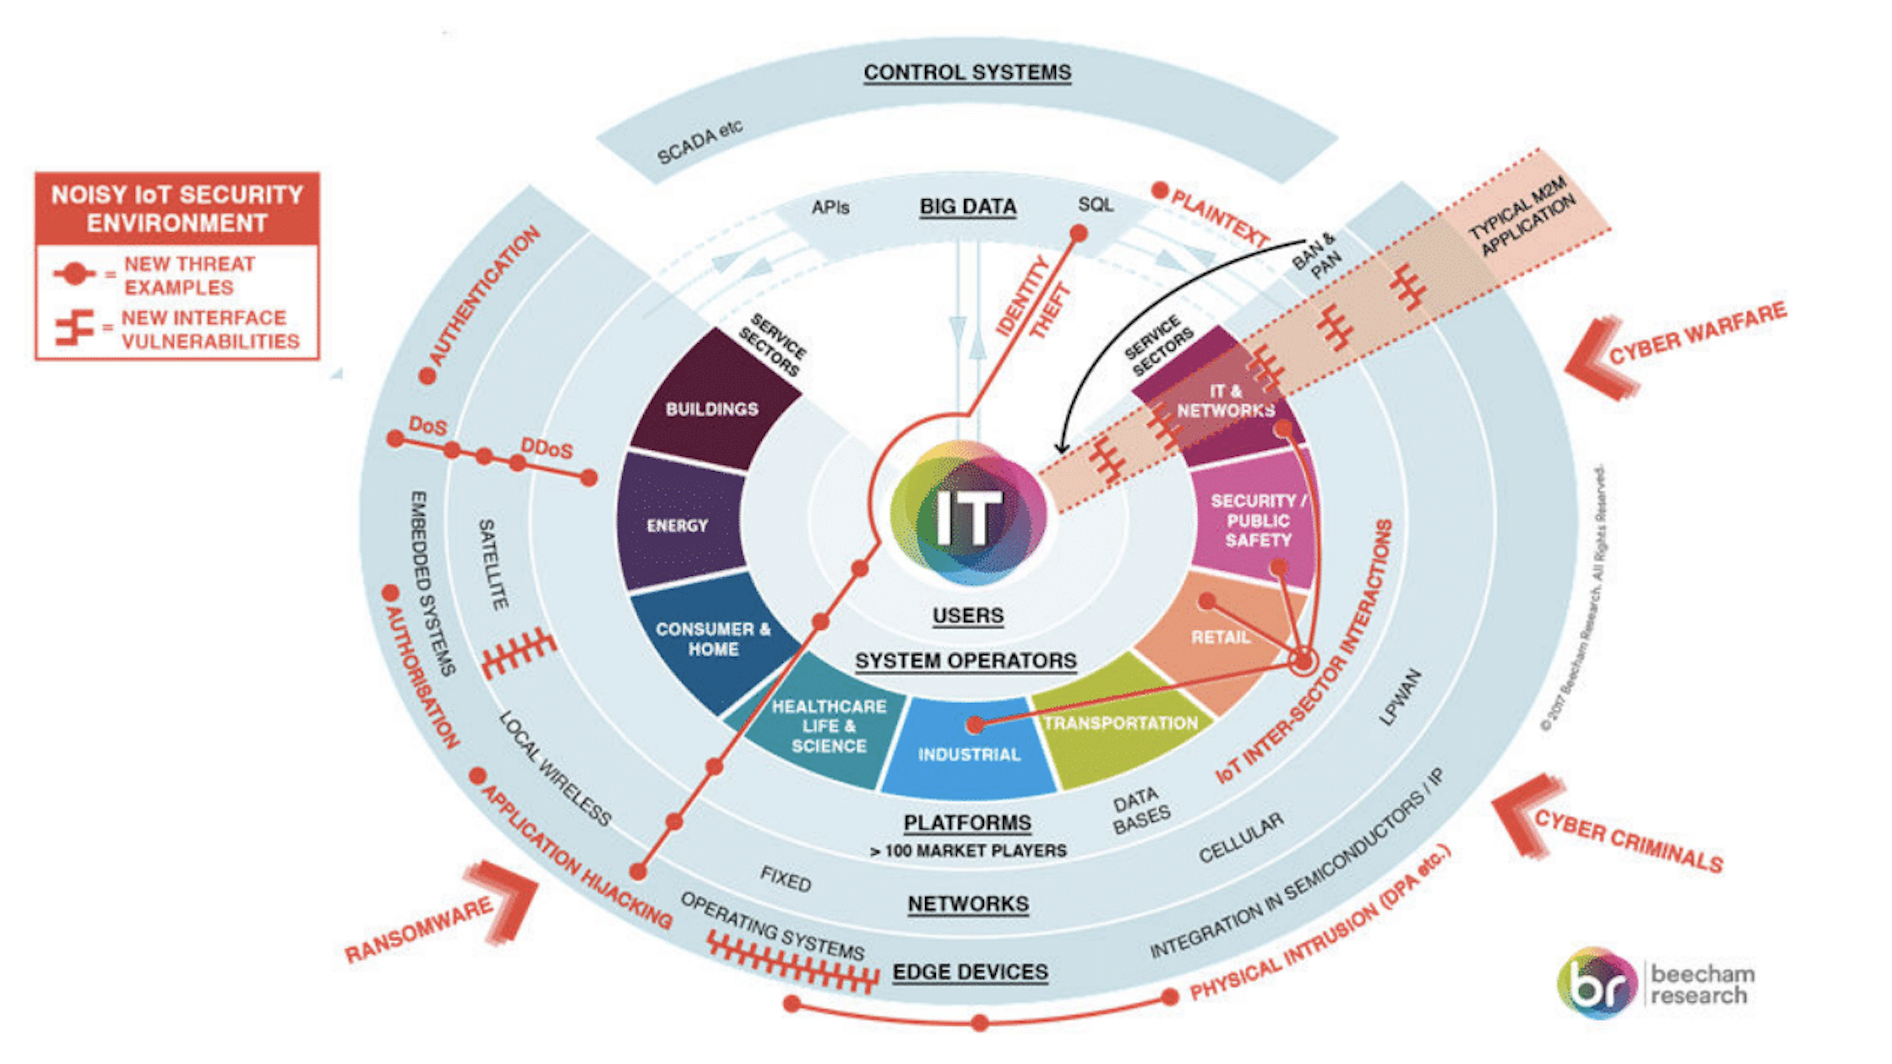 CONTROL SYSTEMS
SCADA etc
NOISY IoT SECURITY
ENVIRONMENT
= NEW THREAT
EXAMPLES
= NEW INTERFACE
VULNERABILITIES
APIs
BIG DATA
SQL
PLAINTEXT
BAN &
PAN
TYPICAL M2M
APPLICATION
AUTHENTICATION
IDENTITY
THEFT
SERVICE
SECTORS
SERVICE
SECTORS
CYBER WARFARE
BUILDINGS
IT &
NETWORKS
DoS
DDoS
ENERGY
IT
SECURITY /
PUBLIC
SAFETY
EMBEDDED SYSTEMS
SATELLITE
USERS
CONSUMER &
HOME
SYSTEM OPERATORS
RETAIL
IoT INTER-SECTOR INTERACTIONS
© 2017 Beecham Research. All Rights Reserved.
AUTHORISATION
HEALTHCARE
LIFE &
SCIENCE
INDUSTRIAL
TRANSPORTATION
LPWAN
LOCAL WIRELESS
APPLICATION HIJACKING
PLATFORMS
> 100 MARKET PLAYERS
DATA
BASES
CELLULAR
CYBER CRIMINALS
RANSOMWARE
FIXED
NETWORKS
INTEGRATION IN SEMICONDUCTORS / IP
OPERATING SYSTEMS
EDGE DEVICES
PHYSICAL INTRUSION (DPA etc.)
br
beecham
research